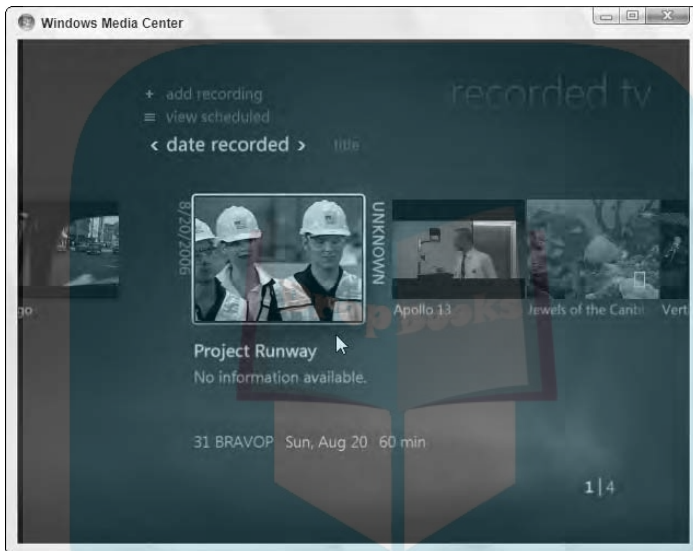 Windows Media Center
recorded tv
+ add recording
≡ view scheduled
< date recorded > title
8/20/2006
UNKNOWN
go
Apollo 13
Jewels of the Carib
Vert
Project Runway
No information available.
31 BRAVOP Sun, Aug 20 60 min
1|4